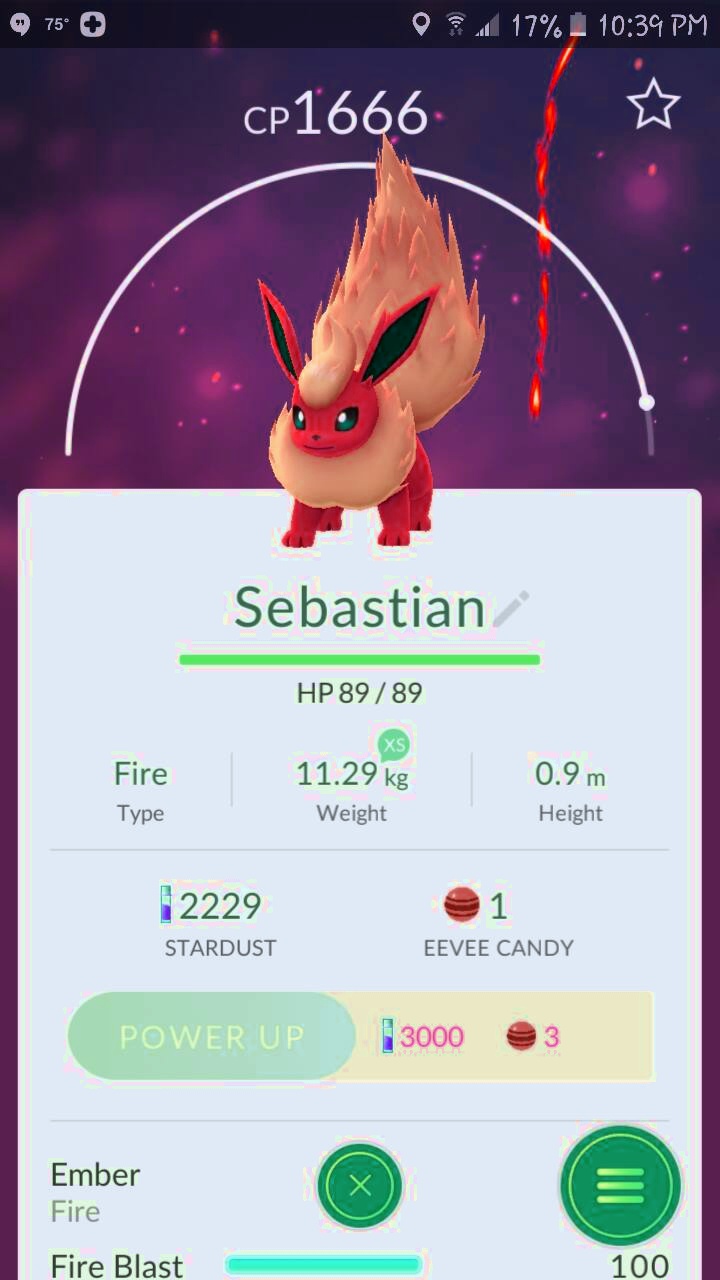 75° 17% 10:39 PM
CP1666
Sebastian
HP 89 / 89
XS
Fire 11.29 kg 0.9 m
Type Weight Height
2229 1
STARDUST EEVEE CANDY
POWER UP 3000 3
Ember
Fire
Fire Blast 100